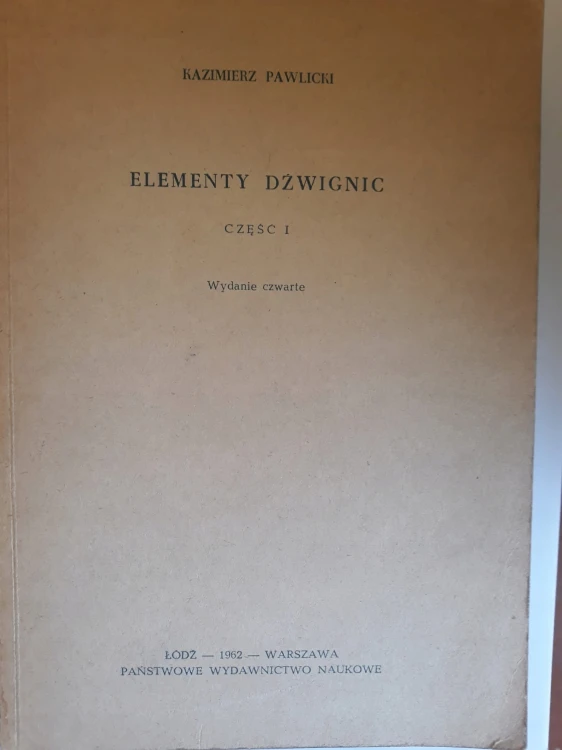 KAZIMIERZ PAWLICKI
ELEMENTY DŹWIGNIC
CZĘŚĆ I
Wydanie czwarte
ŁÓDŹ — 1962 — WARSZAWA
PAŃSTWOWE WYDAWNICTWO NAUKOWE